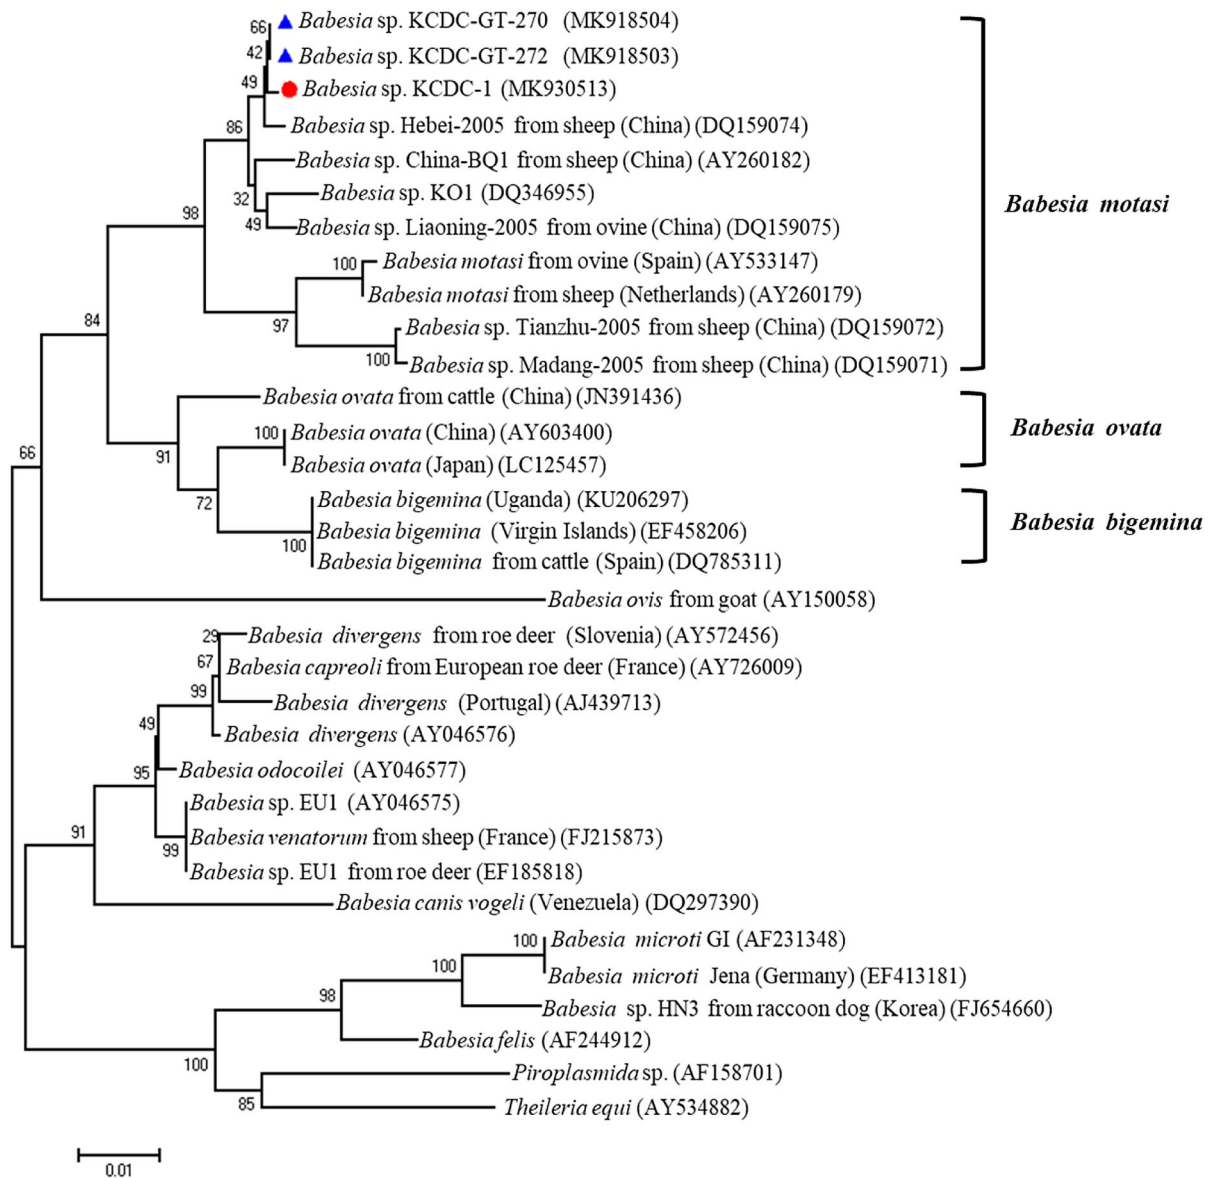 66
Babesia sp. KCDC-GT-270 (MK918504)
42
Babesia sp. KCDC-GT-272 (MK918503)
49
Babesia sp. KCDC-1 (MK930513)
86
Babesia sp. Hebei-2005 from sheep (China) (DQ159074)
Babesia sp. China-BQ1 from sheep (China) (AY260182)
32
Babesia sp. KO1 (DQ346955)
Babesia motasi
98
49
Babesia sp. Liaoning-2005 from ovine (China) (DQ159075)
100
Babesia motasi from ovine (Spain) (AY533147)
Babesia motasi from sheep (Netherlands) (AY260179)
84
97
Babesia sp. Tianzhu-2005 from sheep (China) (DQ159072)
100
Babesia sp. Madang-2005 from sheep (China) (DQ159071)
Babesia ovata from cattle (China) (JN391436)
100
Babesia ovata (China) (AY603400)
Babesia ovata
66
91
Babesia ovata (Japan) (LC125457)
72
Babesia bigemina (Uganda) (KU206297)
Babesia bigemina (Virgin Islands) (EF458206)
Babesia bigemina
100
Babesia bigemina from cattle (Spain) (DQ785311)
Babesia ovis from goat (AY150058)
29
Babesia divergens from roe deer (Slovenia) (AY572456)
67
Babesia capreoli from European roe deer (France) (AY726009)
99
Babesia divergens (Portugal) (AJ439713)
49
Babesia divergens (AY046576)
95
Babesia odocoilei (AY046577)
Babesia sp. EU1 (AY046575)
91
Babesia venatorum from sheep (France) (FJ215873)
99
Babesia sp. EU1 from roe deer (EF185818)
Babesia canis vogeli (Venezuela) (DQ297390)
100
Babesia microti GI (AF231348)
100
Babesia microti Jena (Germany) (EF413181)
98
Babesia sp. HN3 from raccoon dog (Korea) (FJ654660)
Babesia felis (AF244912)
100
Piroplasmida sp. (AF158701)
85
Theileria equi (AY534882)
0.01